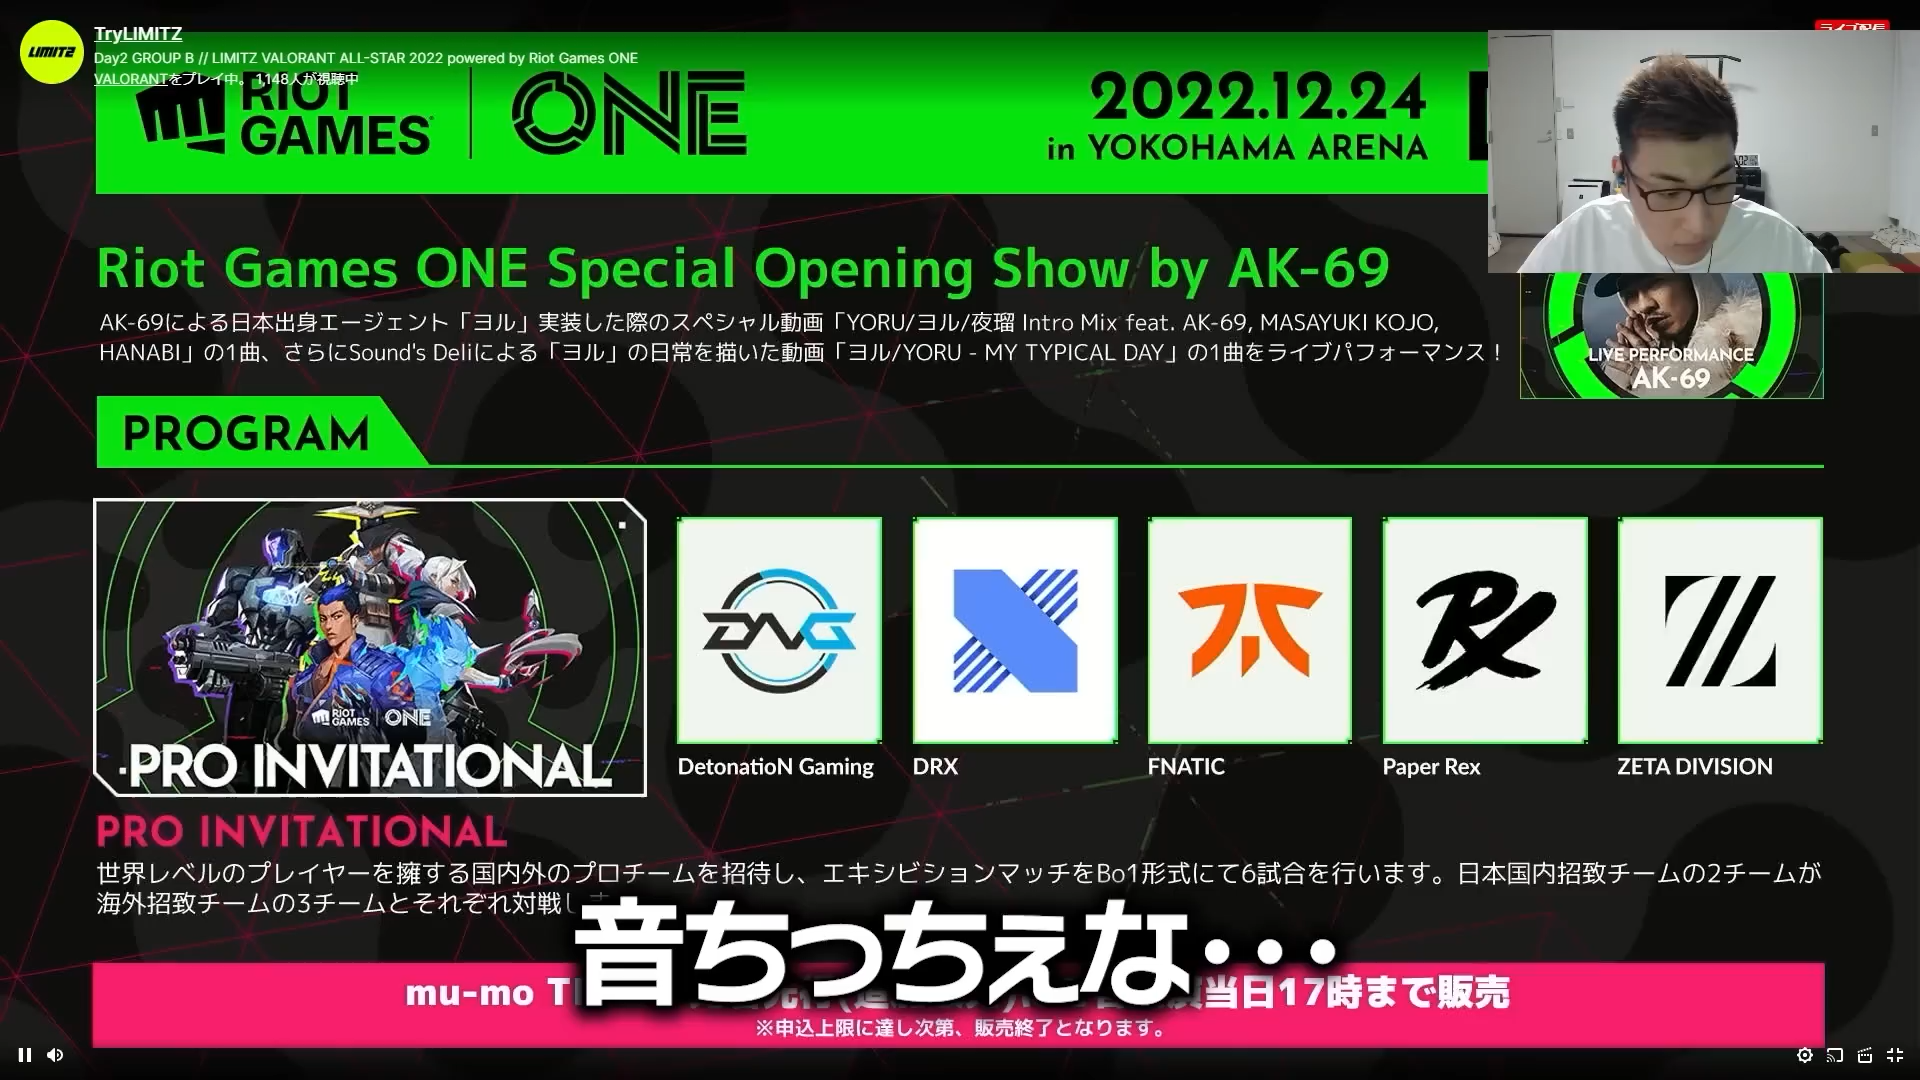 LIMITZ
TryLIMITZ
Day2 GROUP B // LIMITZ VALORANT ALL-STAR 2022 powered by Riot Games ONE
VALORANTをプレイ中。 1,148人が視聴中
RIOT
GAMES
ONE
2022.12.24
in YOKOHAMA ARENA
Riot Games ONE Special Opening Show by AK-69
AK-69による日本出身エージェント「ヨル」実装した際のスペシャル動画「YORU/ヨル/夜瑠 Intro Mix feat. AK-69, MASAYUKI KOJO,
HANABI」の1曲、さらにSound's Deliによる「ヨル」の日常を描いた動画「ヨル/YORU - MY TYPICAL DAY」の1曲をライブパフォーマンス！
LIVE PERFORMANCE
AK-69
PROGRAM
RIOT
GAMES
ONE
PRO INVITATIONAL
DetonatioN Gaming
DRX
FNATIC
Paper Rex
ZETA DIVISION
PRO INVITATIONAL
世界レベルのプレイヤーを擁する国内外のプロチームを招待し、エキシビションマッチをBo1形式にて6試合を行います。日本国内招致チームの2チームが
海外招致チームの3チームとそれぞれ対戦し
音ちっちぇな･･･
mu-mo
当日17時まで販売
※申込上限に達し次第、販売終了となります。